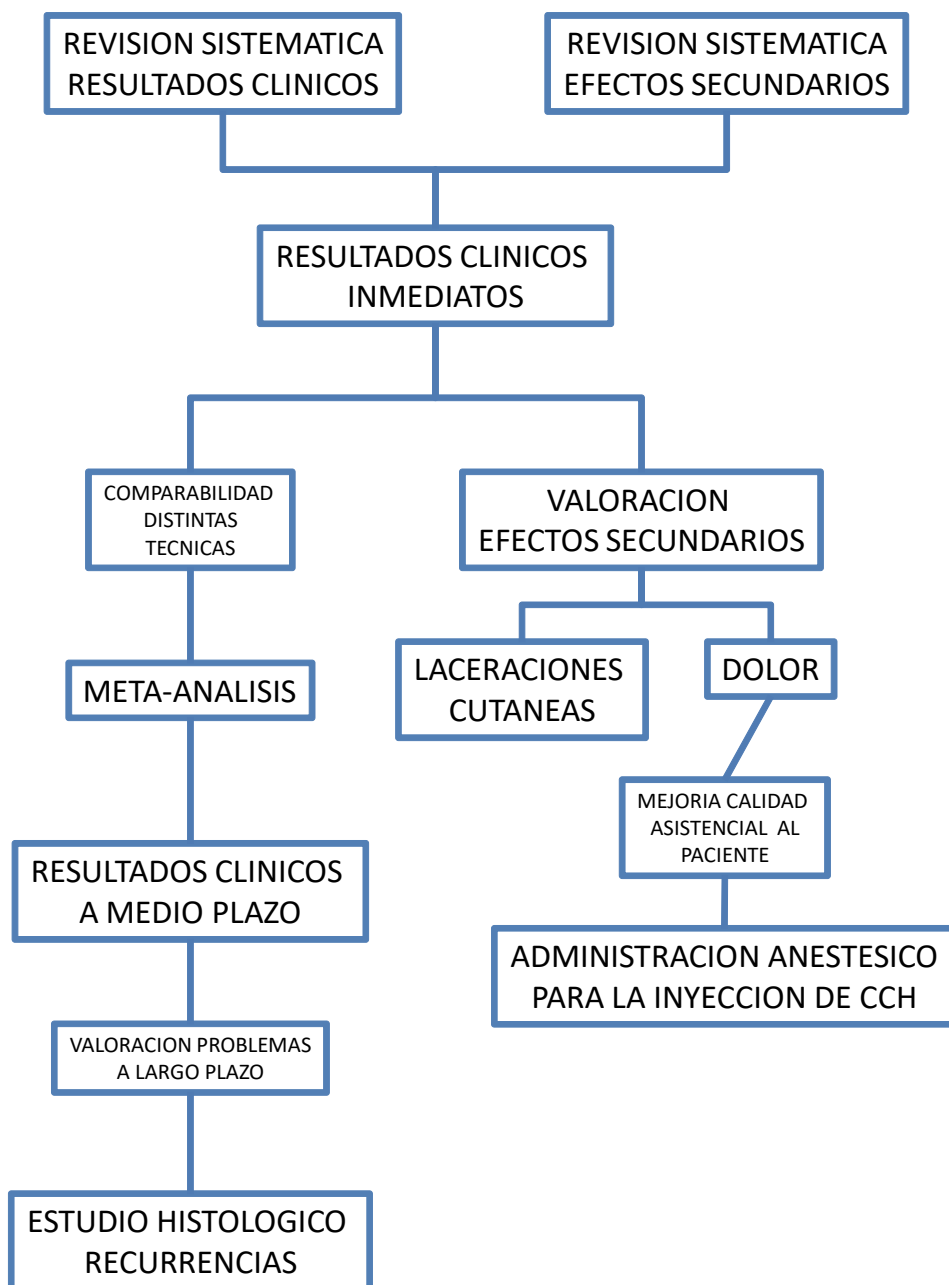 REVISION SISTEMATICA
RESULTADOS CLINICOS
REVISION SISTEMATICA
EFECTOS SECUNDARIOS
RESULTADOS CLINICOS
INMEDIATOS
COMPARABILIDAD
DISTINTAS
TECNICAS
VALORACION
EFECTOS SECUNDARIOS
META-ANALISIS
LACERACIONES
CUTANEAS
DOLOR
MEJORIA CALIDAD
ASISTENCIAL AL
PACIENTE
RESULTADOS CLINICOS
A MEDIO PLAZO
ADMINISTRACION ANESTESICO
PARA LA INYECCION DE CCH
VALORACION PROBLEMAS
A LARGO PLAZO
ESTUDIO HISTOLOGICO
RECURRENCIAS